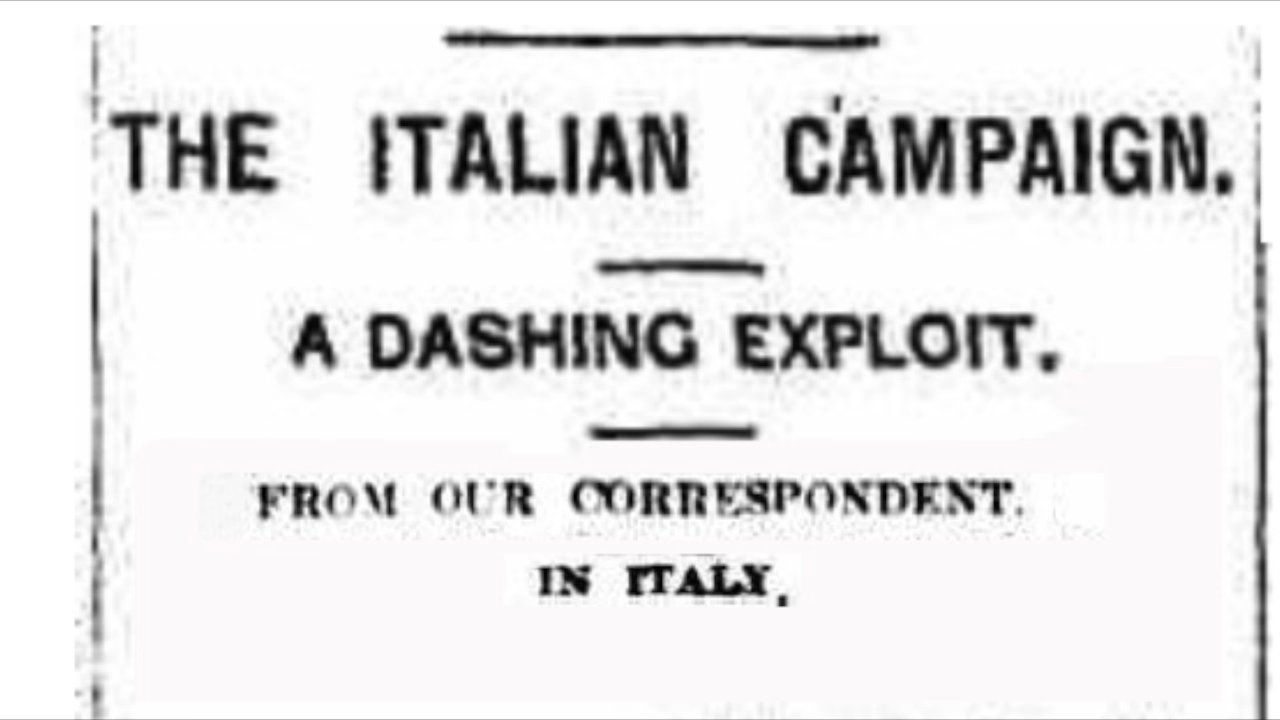 THE ITALIAN CAMPAIGN.
A DASHING EXPLOIT.
FROM OUR CORRESPONDENT.
IN ITALY.